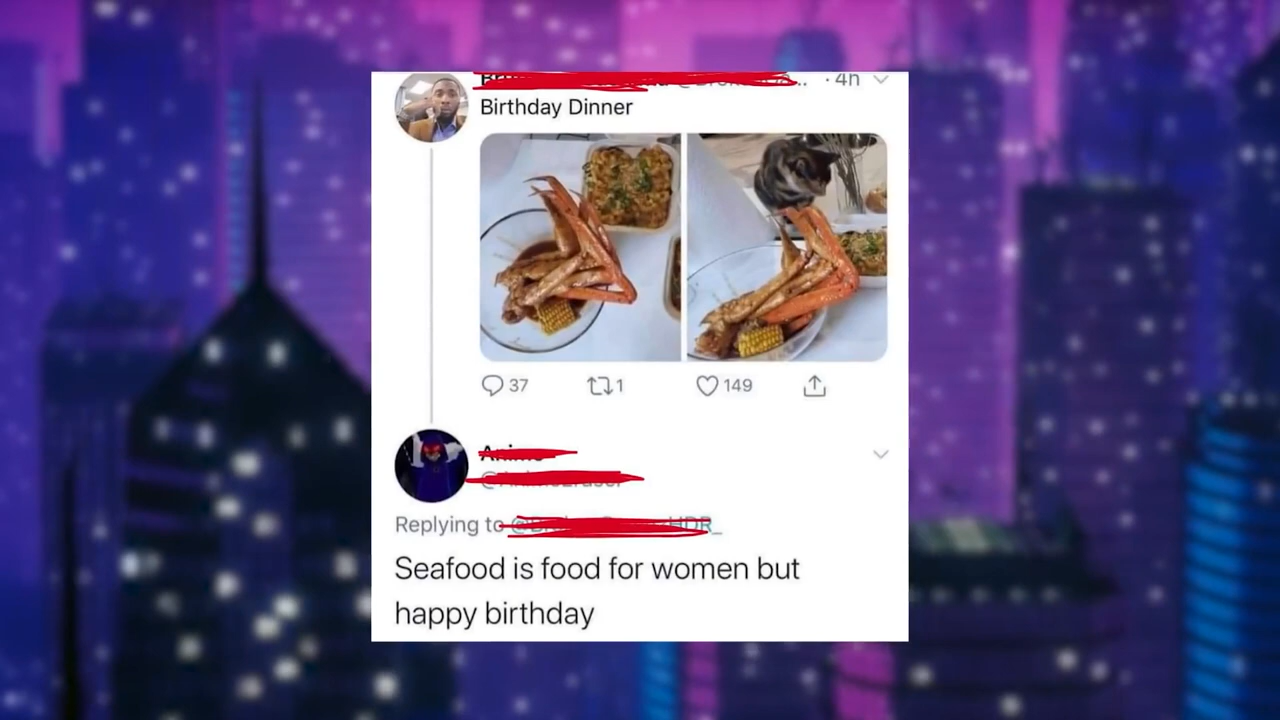 · 4h
Birthday Dinner
37 1 149
Replying to
Seafood is food for women but
happy birthday